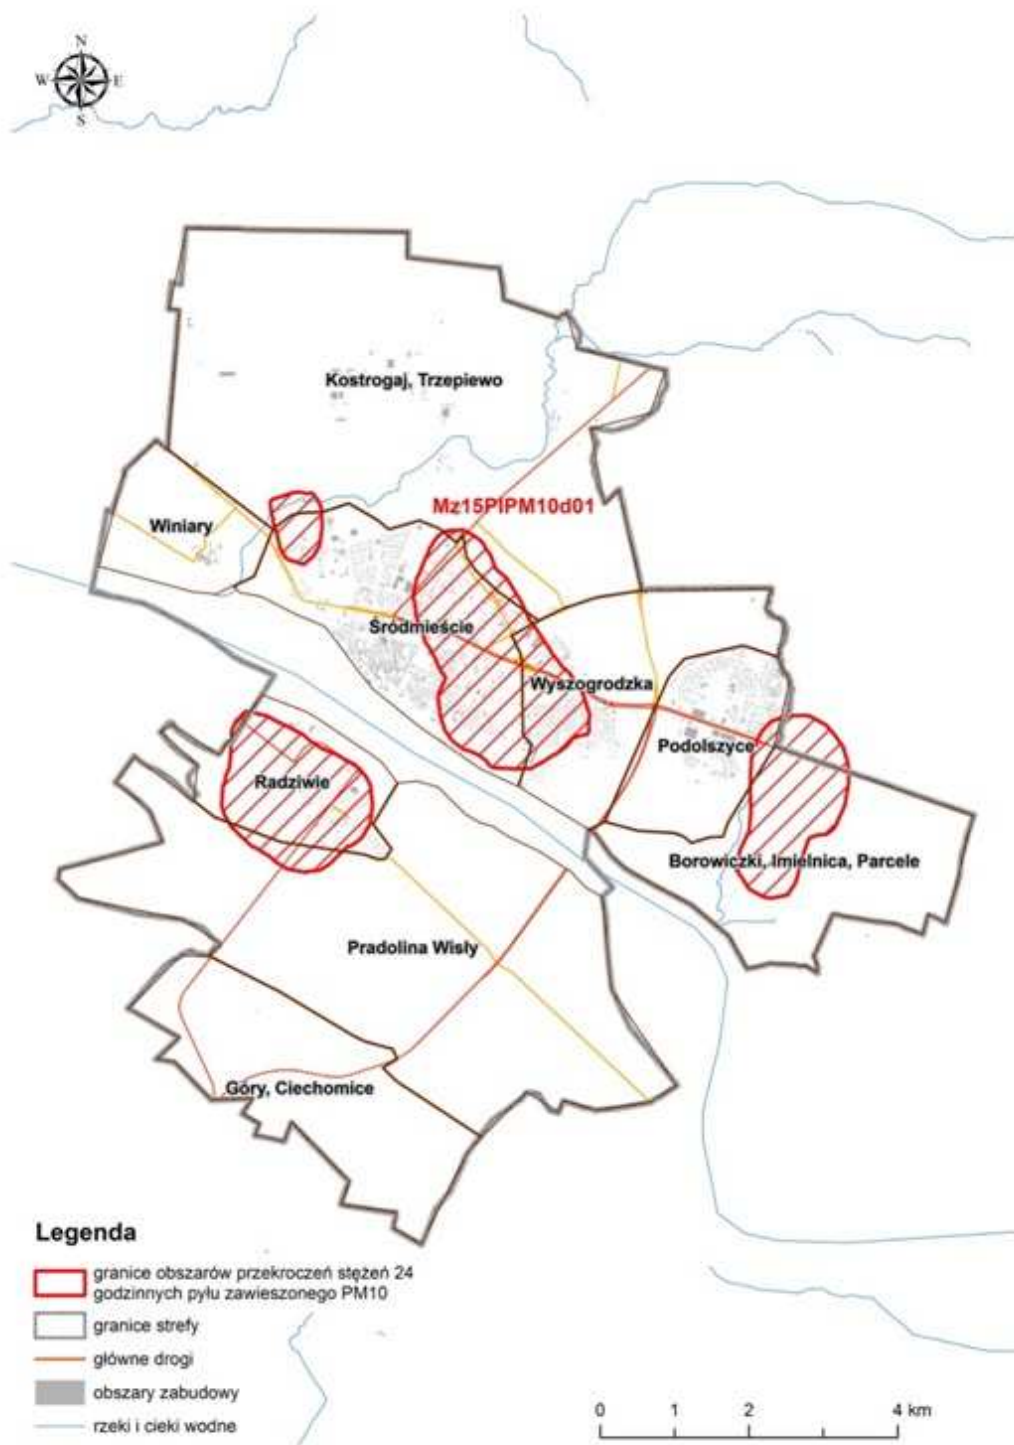 N
W E
S
Kostrogaj, Trzepiewo
Mz15PlPM10d01
Winiary
Śródmieście
Wyszogrodzka
Podolszyce
Radziwie
Borowiczki, Imielnica, Parcele
Pradolina Wisły
Góry, Ciechomice
Legenda
granice obszarów przekroczeń stężeń 24
godzinnych pyłu zawieszonego PM10
granice strefy
główne drogi
obszary zabudowy
rzeki i cieki wodne
0 1 2 4 km